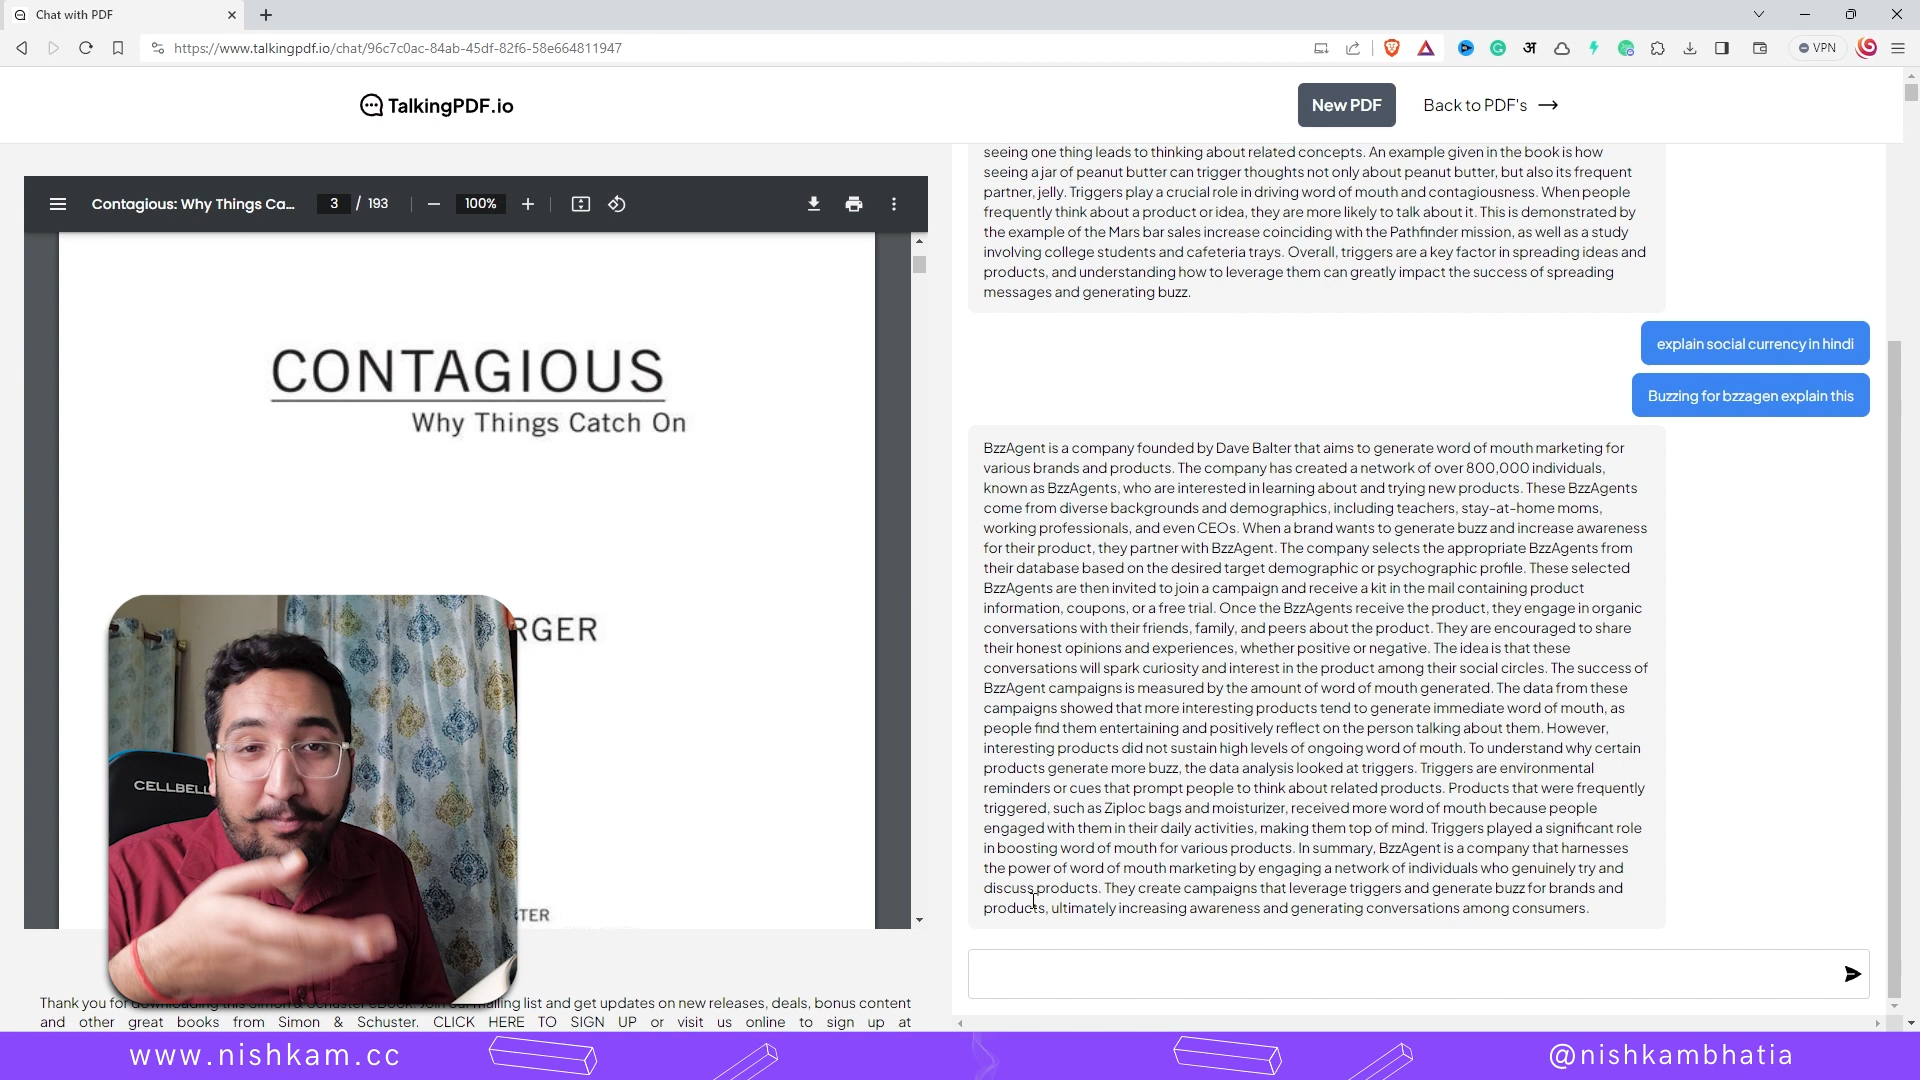 Chat with PDF
https://www.talkingpdf.io/chat/96c7c0ac-84ab-45df-82f6-58e664811947
VPN
TalkingPDF.io
New PDF
Back to PDF's →
Contagious: Why Things Ca...
3 / 193
100%
CONTAGIOUS
Why Things Catch On
RGER
TER
CELLBELL
Thank you for
iling list and get updates on new releases, deals, bonus content
and other great books from Simon & Schuster. CLICK HERE TO SIGN UP or visit us online to sign up at
seeing one thing leads to thinking about related concepts. An example given in the book is how
seeing a jar of peanut butter can trigger thoughts not only about peanut butter, but also its frequent
partner, jelly. Triggers play a crucial role in driving word of mouth and contagiousness. When people
frequently think about a product or idea, they are more likely to talk about it. This is demonstrated by
the example of the Mars bar sales increase coinciding with the Pathfinder mission, as well as a study
involving college students and cafeteria trays. Overall, triggers are a key factor in spreading ideas and
products, and understanding how to leverage them can greatly impact the success of spreading
messages and generating buzz.
explain social currency in hindi
Buzzing for bzzagen explain this
BzzAgent is a company founded by Dave Balter that aims to generate word of mouth marketing for
various brands and products. The company has created a network of over 800,000 individuals,
known as BzzAgents, who are interested in learning about and trying new products. These BzzAgents
come from diverse backgrounds and demographics, including teachers, stay-at-home moms,
working professionals, and even CEOs. When a brand wants to generate buzz and increase awareness
for their product, they partner with BzzAgent. The company selects the appropriate BzzAgents from
their database based on the desired target demographic or psychographic profile. These selected
BzzAgents are then invited to join a campaign and receive a kit in the mail containing product
information, coupons, or a free trial. Once the BzzAgents receive the product, they engage in organic
conversations with their friends, family, and peers about the product. They are encouraged to share
their honest opinions and experiences, whether positive or negative. The idea is that these
conversations will spark curiosity and interest in the product among their social circles. The success of
BzzAgent campaigns is measured by the amount of word of mouth generated. The data from these
campaigns showed that more interesting products tend to generate immediate word of mouth, as
people find them entertaining and positively reflect on the person talking about them. However,
interesting products did not sustain high levels of ongoing word of mouth. To understand why certain
products generate more buzz, the data analysis looked at triggers. Triggers are environmental
reminders or cues that prompt people to think about related products. Products that were frequently
triggered, such as Ziploc bags and moisturizer, received more word of mouth because people
engaged with them in their daily activities, making them top of mind. Triggers played a significant role
in boosting word of mouth for various products. In summary, BzzAgent is a company that harnesses
the power of word of mouth marketing by engaging a network of individuals who genuinely try and
discuss products. They create campaigns that leverage triggers and generate buzz for brands and
products, ultimately increasing awareness and generating conversations among consumers.
www.nishkam.cc
@nishkambhatia